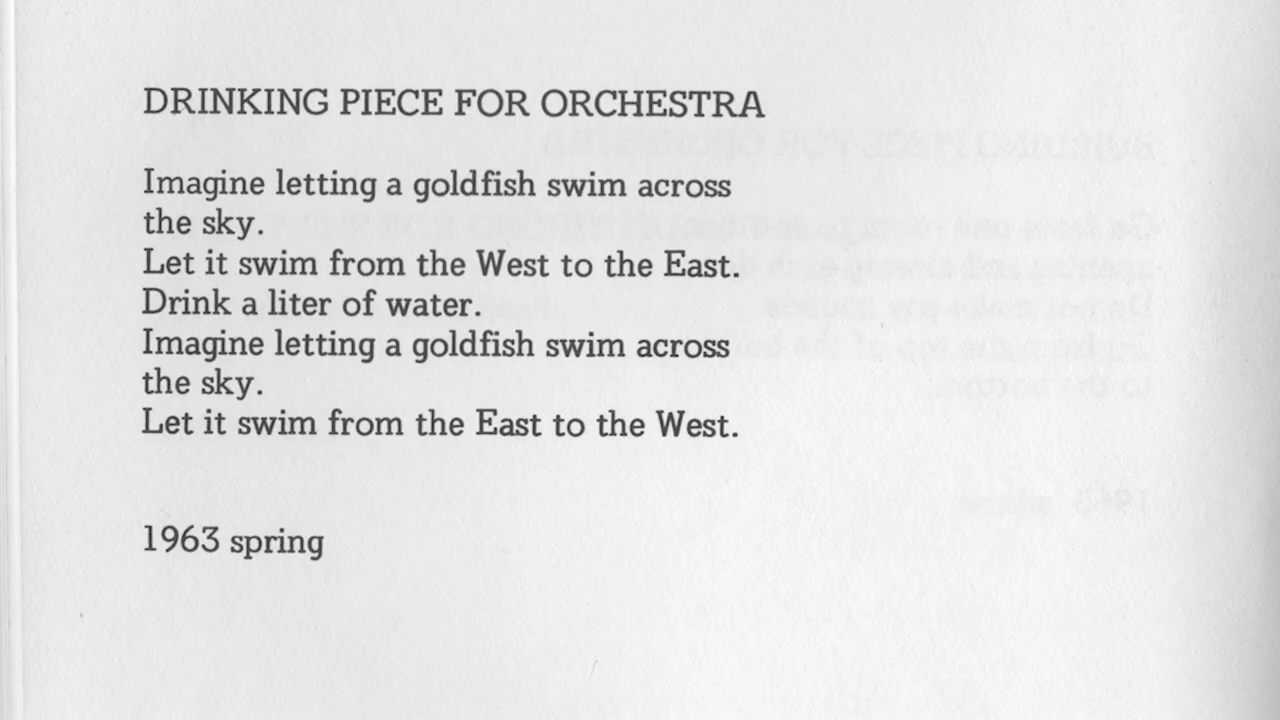 DRINKING PIECE FOR ORCHESTRA
Imagine letting a goldfish swim across
the sky.
Let it swim from the West to the East.
Drink a liter of water.
Imagine letting a goldfish swim across
the sky.
Let it swim from the East to the West.
1963 spring